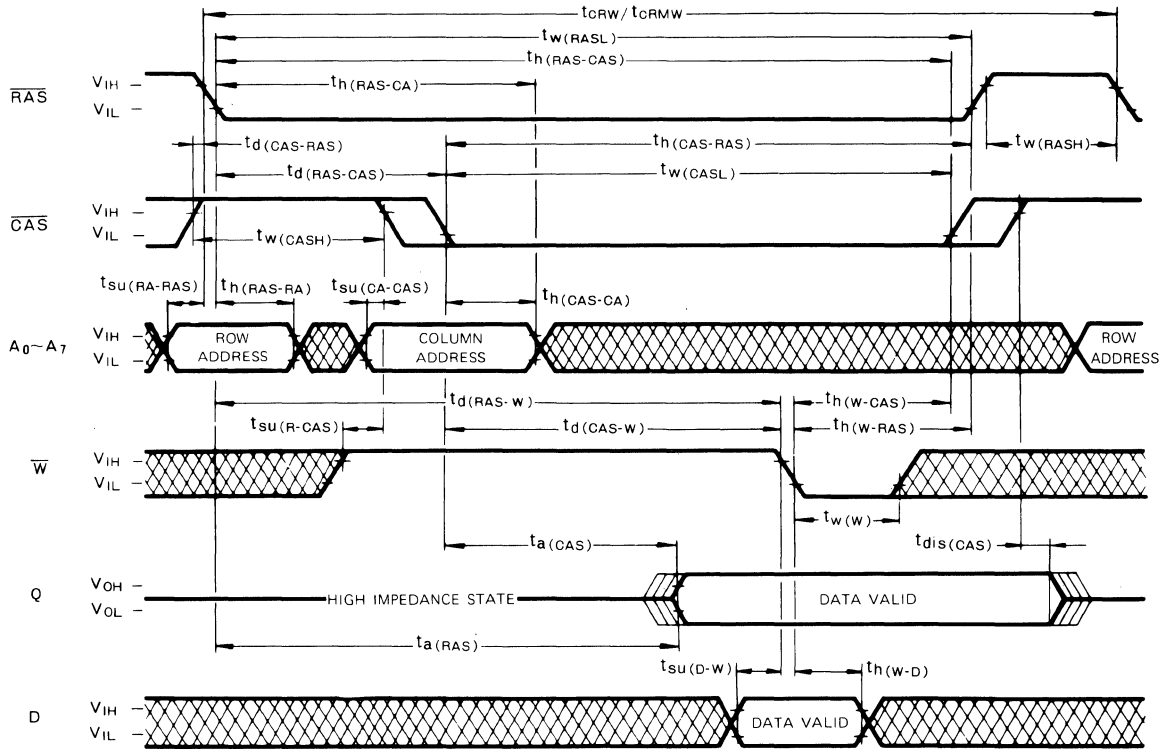 tCRW/tCRMW
tw(RASL)
th(RAS-CAS)
th(RAS-CA)
RAS
VIH
VIL
td(CAS-RAS)
th(CAS-RAS)
tw(RASH)
td(RAS-CAS)
tw(CASL)
CAS
VIH
VIL
tw(CASH)
tsu(RA-RAS)
th(RAS-RA)
tsu(CA-CAS)
th(CAS-CA)
A0~A7
VIH
VIL
ROW
ADDRESS
COLUMN
ADDRESS
ROW
ADDRESS
td(RAS-W)
th(W-CAS)
tsu(R-CAS)
td(CAS-W)
th(W-RAS)
W
VIH
VIL
tw(W)
ta(CAS)
tdis(CAS)
Q
VOH
VOL
HIGH IMPEDANCE STATE
DATA VALID
ta(RAS)
tsu(D-W)
th(W-D)
D
VIH
VIL
DATA VALID